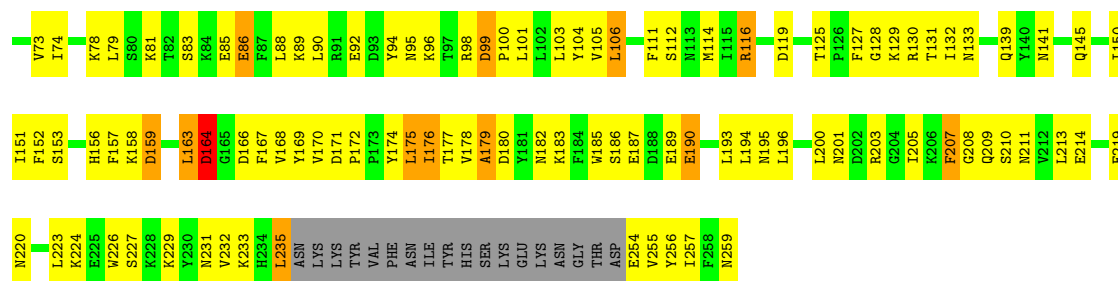 V73 I74 K78 L79 S80 K81 T82 S83 K84 E85 E86 F87 L88 K89 L90 R91 E92 D93 Y94 N95 K96 T97 R98 D99 P100 L101 L102 L103 Y104 V105 L106 F111 S112 N113 M114 I115 R116 D119 T125 P126 F127 G128 K129 R130 T131 I132 N133 Q139 Y140 N141 Q145 I150
I151 F152 S153 H156 F157 K158 D159 L163 D164 G165 D166 F167 V168 Y169 V170 D171 P172 P173 Y174 L175 I176 T177 V178 A179 D180 Y181 N182 K183 F184 W185 S186 E187 D188 E189 E190 L193 L194 N195 L196 L200 N201 D202 R203 G204 I205 K206 F207 G208 Q209 S210 N211 V212 L213 E214
N220 L223 K224 E225 W226 S227 K228 K229 Y230 N231 V232 K233 H234 L235 ASN LYS LYS TYR VAL PHE ASN ILE TYR HIS SER LYS GLU LYS ASN GLY THR ASP E254 V255 Y256 I257 F258 N259